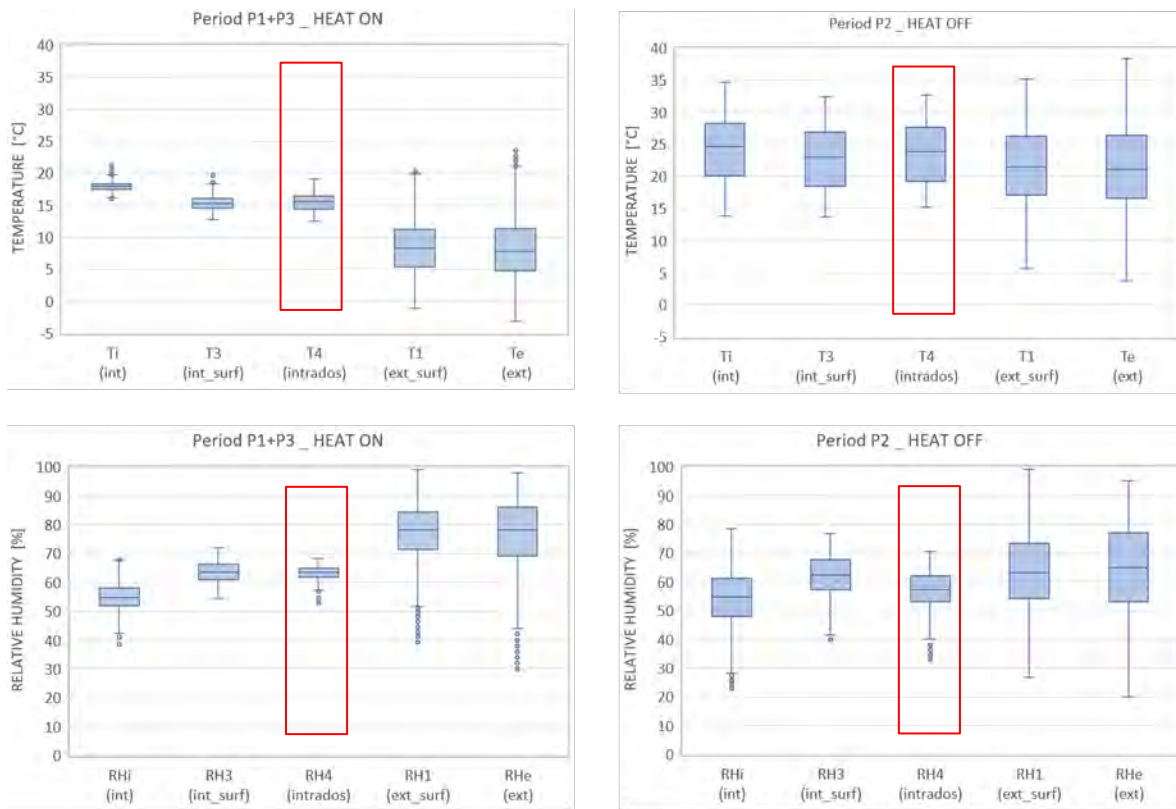 Period P1+P3 _ HEAT ON
TEMPERATURE [°C]
40
35
30
25
20
15
10
5
0
-5
Ti T3 T4 T1 Te
(int) (int_surf) (intrados) (ext_surf) (ext)
Period P2 _ HEAT OFF
TEMPERATURE [°C]
40
35
30
25
20
15
10
5
0
-5
Ti T3 T4 T1 Te
(int) (int_surf) (intrados) (ext_surf) (ext)
Period P1+P3 _ HEAT ON
RELATIVE HUMIDITY [%]
100
90
80
70
60
50
40
30
20
10
0
RHi RH3 RH4 RH1 RHe
(int) (int_surf) (intrados) (ext_surf) (ext)
Period P2 _ HEAT OFF
RELATIVE HUMIDITY [%]
100
90
80
70
60
50
40
30
20
10
0
RHi RH3 RH4 RH1 RHe
(int) (int_surf) (intrados) (ext_surf) (ext)